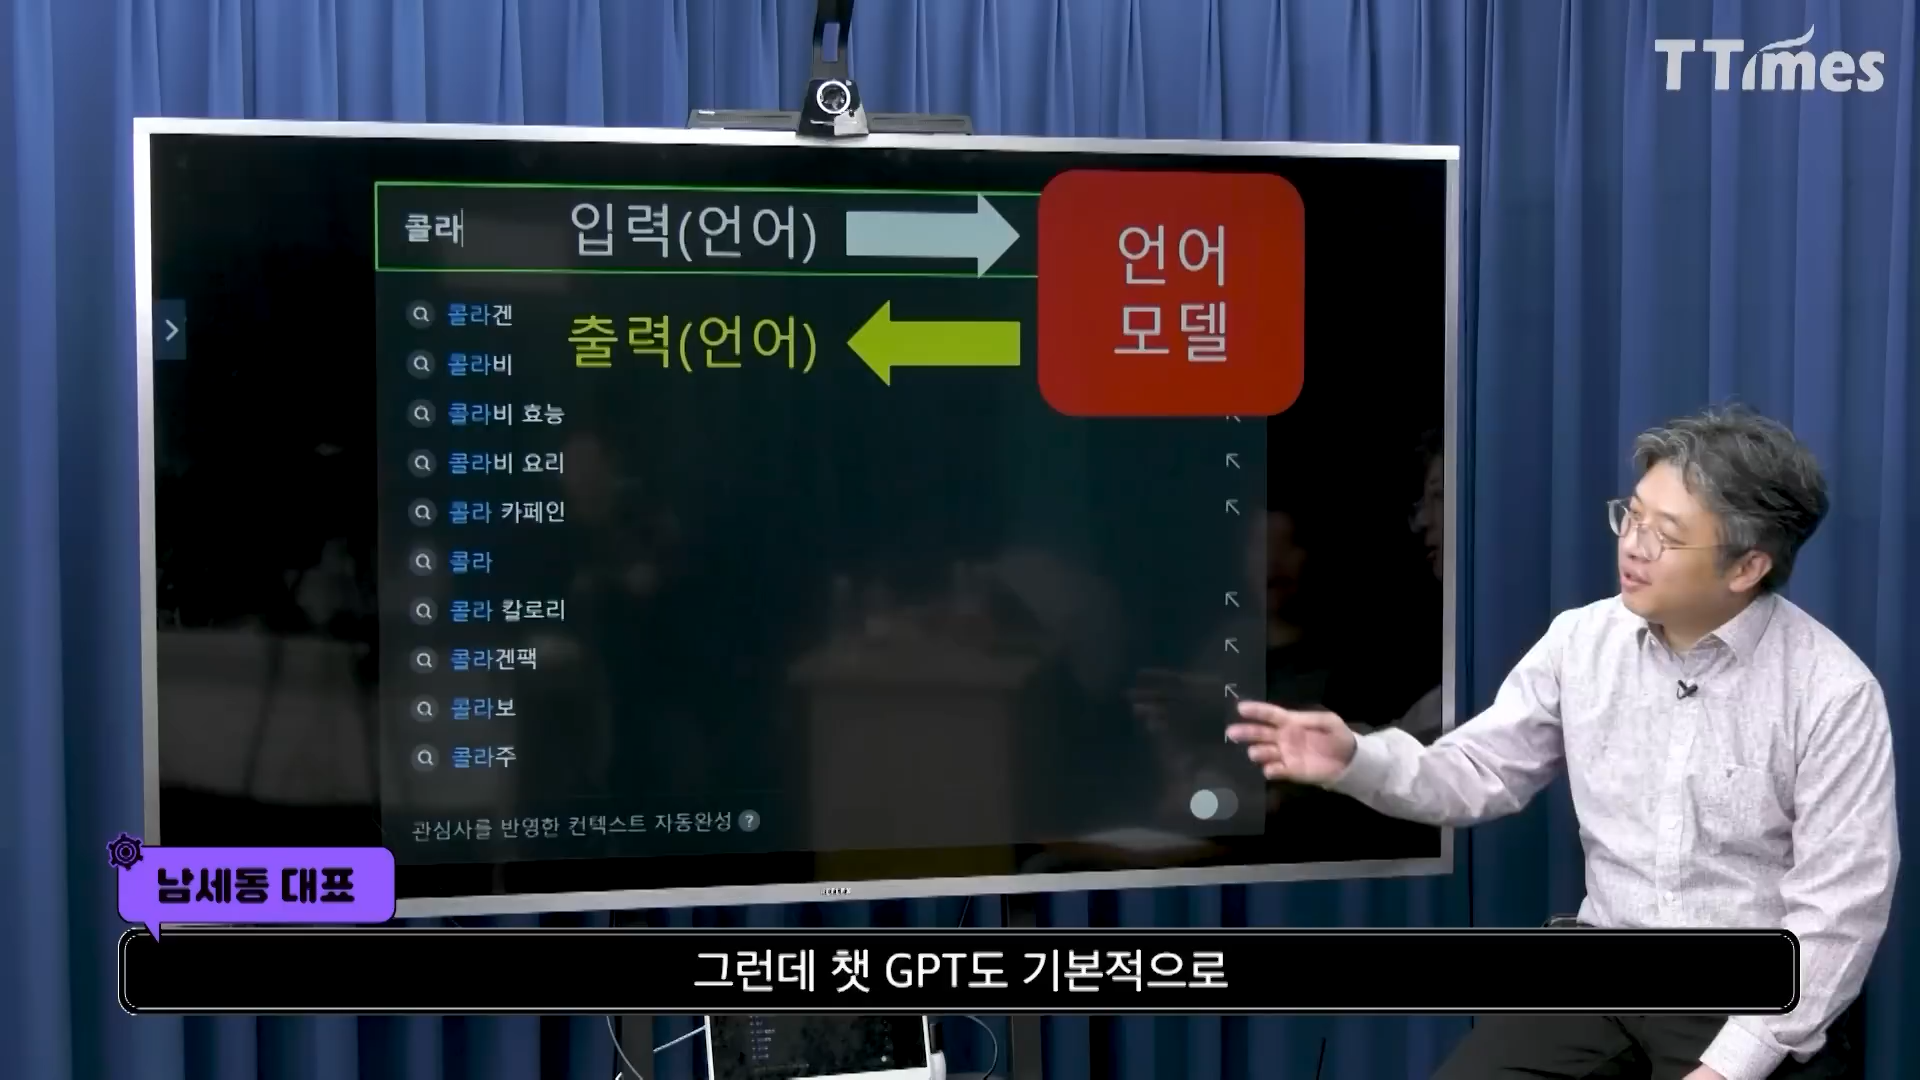 TTimes
콜래
입력(언어)
언어
모델
출력(언어)
콜라겐
콜라비
콜라비 효능
콜라비 요리
콜라 카페인
콜라
콜라 칼로리
콜라겐팩
콜라보
콜라주
관심사를 반영한 컨텍스트 자동완성 ?
남세동 대표
그런데 챗 GPT도 기본적으로